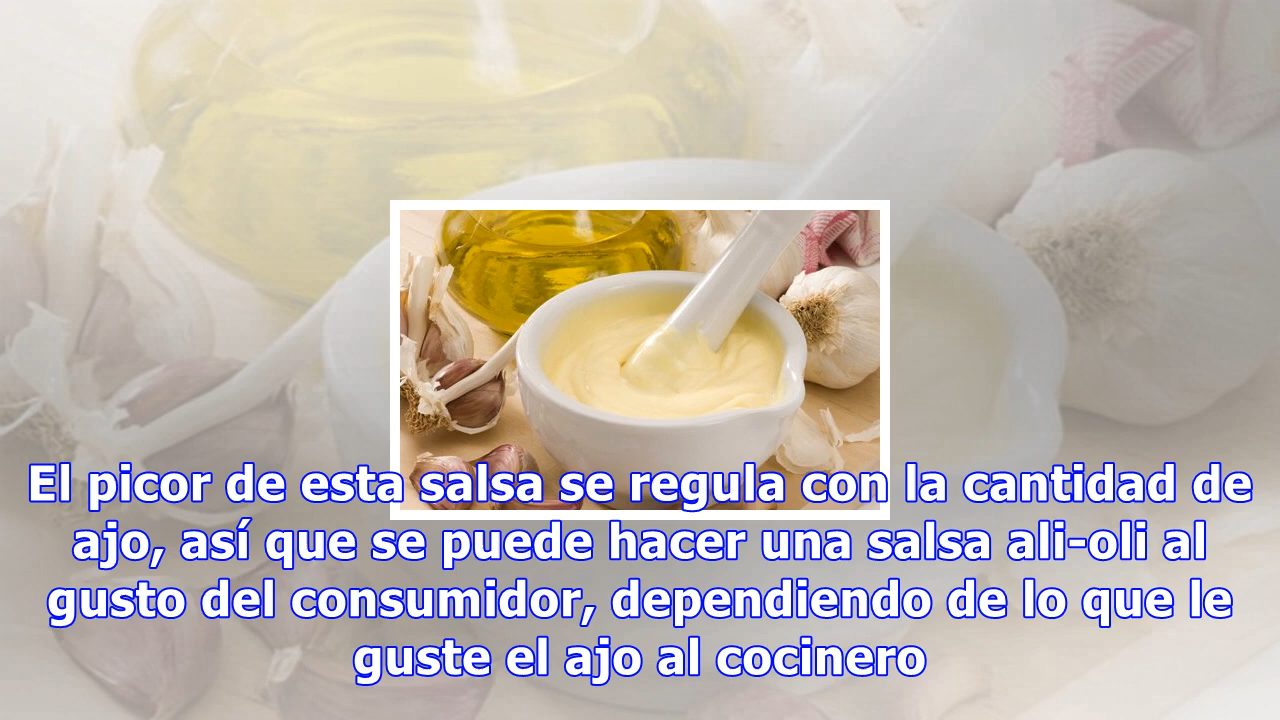 El picor de esta salsa se regula con la cantidad de
ajo, así que se puede hacer una salsa ali-oli al
gusto del consumidor, dependiendo de lo que le
guste el ajo al cocinero